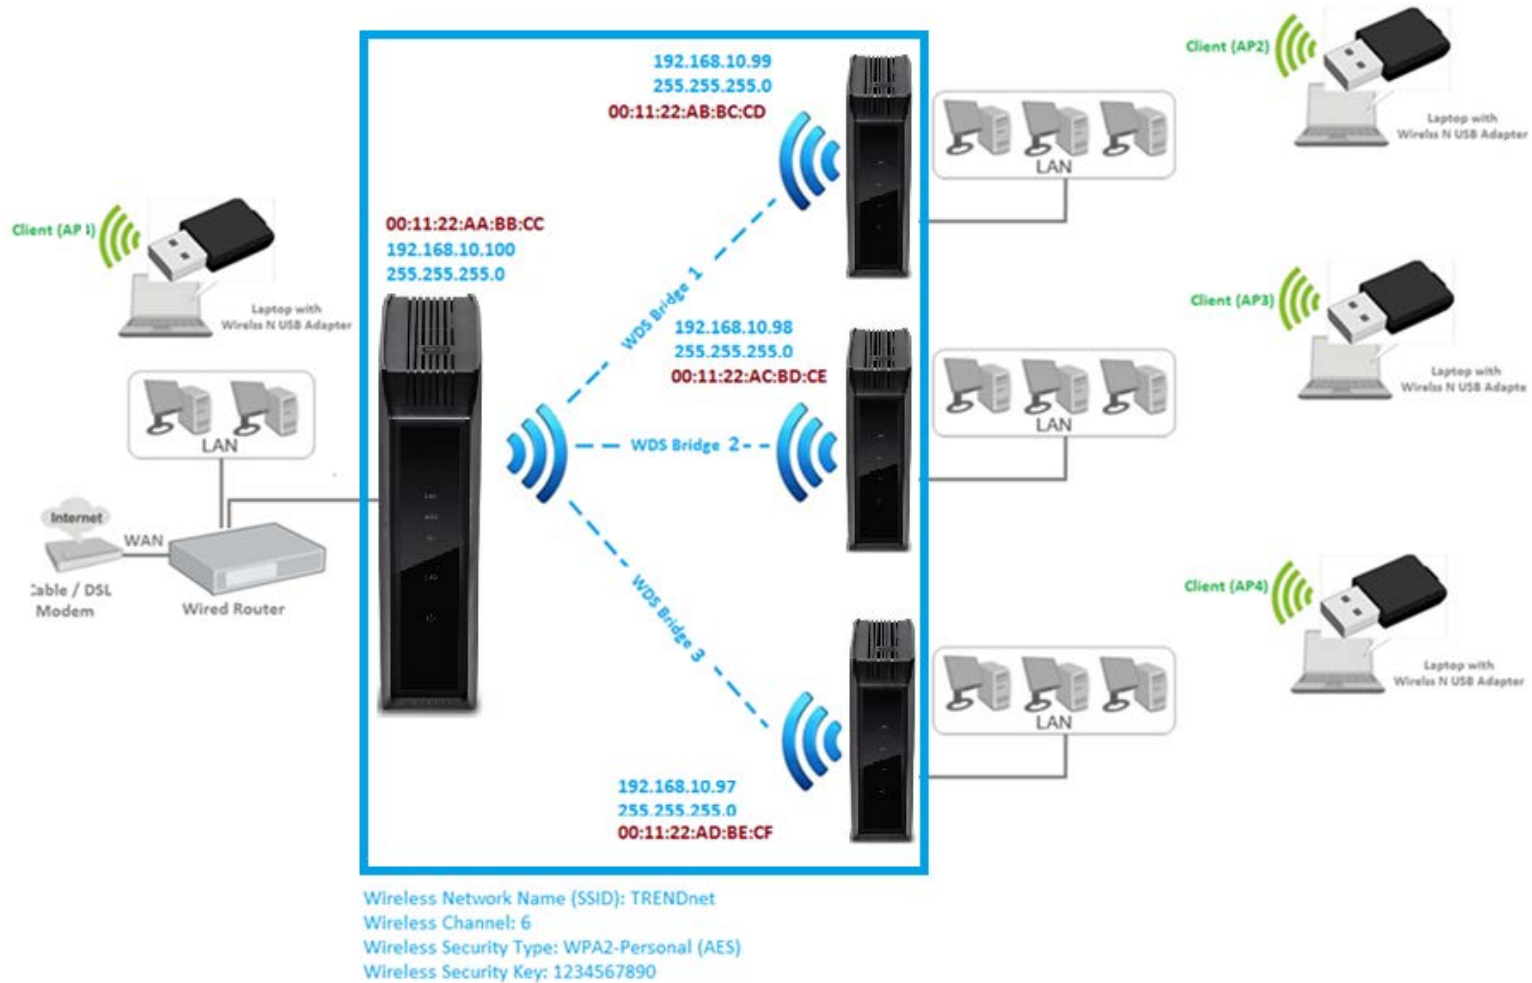 192.168.10.99
255.255.255.0
00:11:22:AB:BC:CD
Client (AP2)
Laptop with
Wirelss N USB Adapter
LAN
00:11:22:AA:BB:CC
192.168.10.100
255.255.255.0
Client (AP
Laptop with
Wirelss N USB Adapter
WDS Bridge 1
192.168.10.98
255.255.255.0
00:11:22:AC:BD:CE
Client (AP3)
Laptop with
Wirelss N USB Adapte
LAN
LAN
WDS Bridge 2
Internet
WAN
Cable / DSL
Modem
Wired Router
WDS Bridge 3
Client (AP4)
Laptop with
Wirelss N USB Adapter
LAN
192.168.10.97
255.255.255.0
00:11:22:AD:BE:CF
Wireless Network Name (SSID): TRENDnet
Wireless Channel: 6
Wireless Security Type: WPA2-Personal (AES)
Wireless Security Key: 1234567890